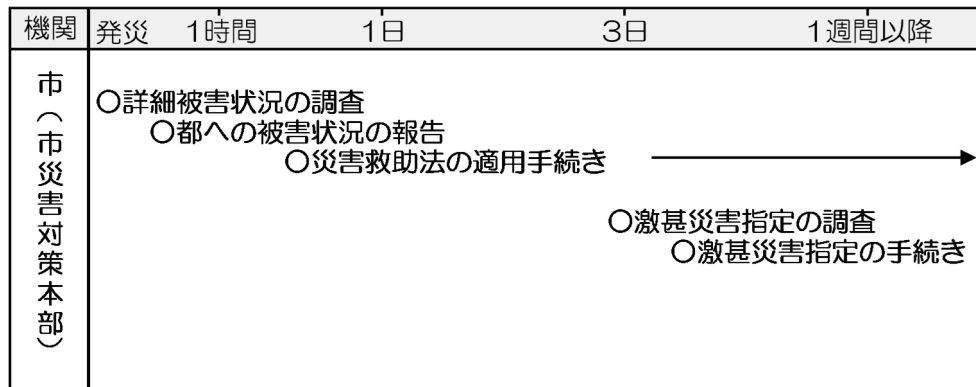 機関 発災 1時間 1日 3日 1週間以降
市（市災害対策本部）
○詳細被害状況の調査
○都への被害状況の報告
○災害救助法の適用手続き
○激甚災害指定の調査
○激甚災害指定の手続き